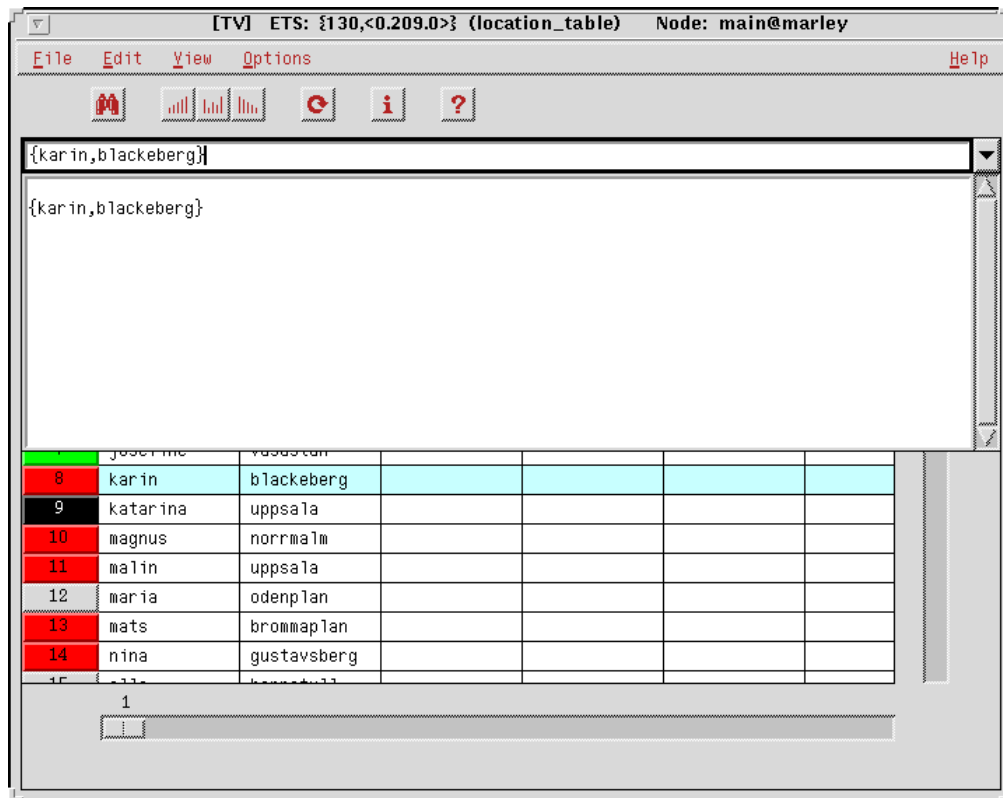 [TV] ETS: {130,<0.209.0>} (location_table) Node: main@marley
File Edit View Options Help
i ?
{karin,blackeberg}
{karin,blackeberg}
8 karin blackeberg
9 katarina uppsala
10 magnus norrmalm
11 malin uppsala
12 maria odenplan
13 mats brommaplan
14 nina gustavsberg
1